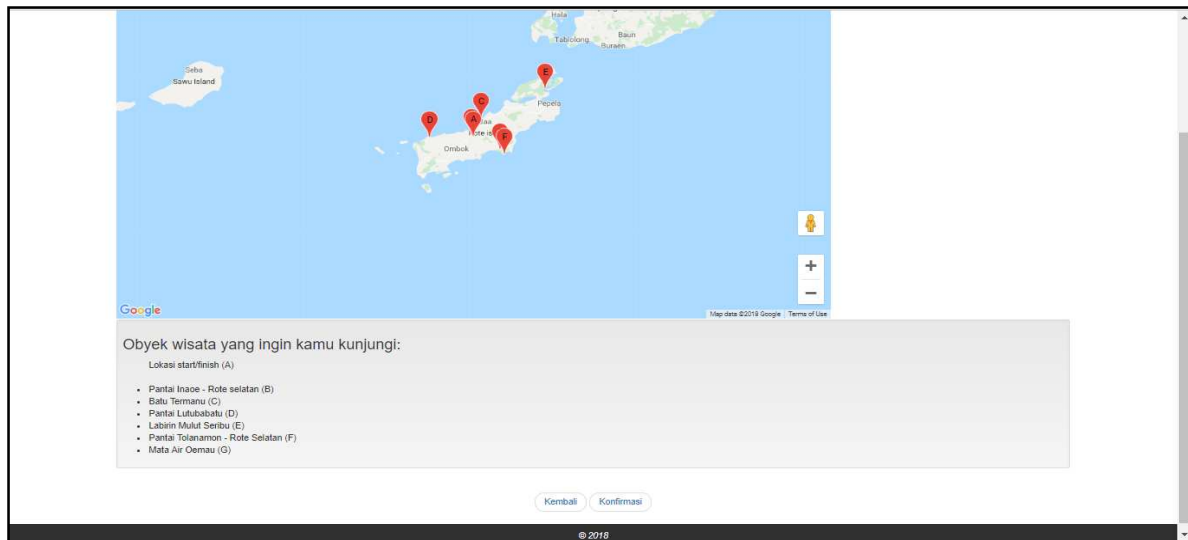 Hala
Tablolong
Baun
Buraen
Seba
Sawu Island
E
C
Pepela
D
A
F
Ombok
Google
Map data ©2019 Google
Terms of Use
Obyek wisata yang ingin kamu kunjungi:
Lokasi start/finish (A)
• Pantai Inaoe - Rote selatan (B)
• Batu Termanu (C)
• Pantai Lutubabatu (D)
• Labirin Mulut Seribu (E)
• Pantai Tolanamon - Rote Selatan (F)
• Mata Air Oemau (G)
Kembali
Konfirmasi
© 2018